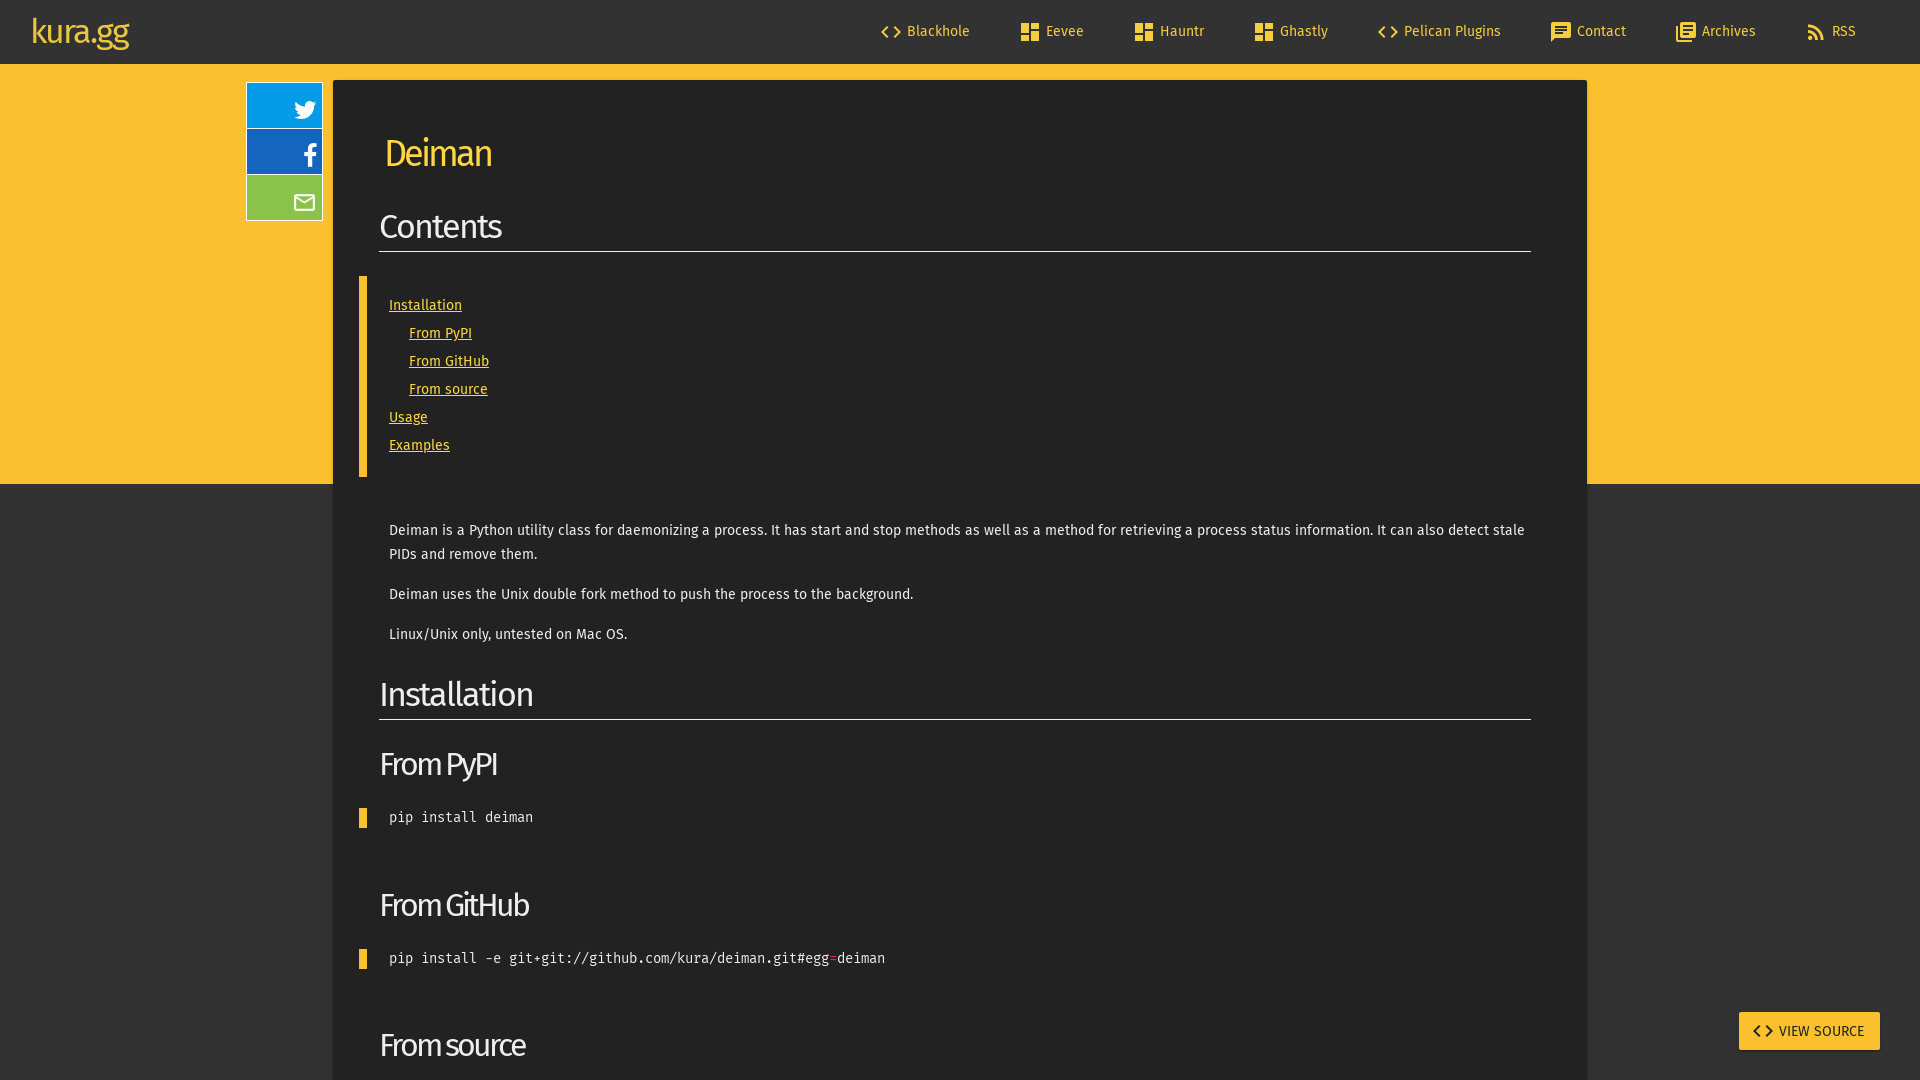 kura.gg
Blackhole
Eevee
Hauntr
Ghastly
Pelican Plugins
Contact
Archives
RSS
Deiman
Contents
Installation
From PyPI
From GitHub
From source
Usage
Examples
Deiman is a Python utility class for daemonizing a process. It has start and stop methods as well as a method for retrieving a process status information. It can also detect stale
PIDs and remove them.
Deiman uses the Unix double fork method to push the process to the background.
Linux/Unix only, untested on Mac OS.
Installation
From PyPI
pip install deiman
From GitHub
pip install -e git+git://github.com/kura/deiman.git#egg=deiman
From source
VIEW SOURCE